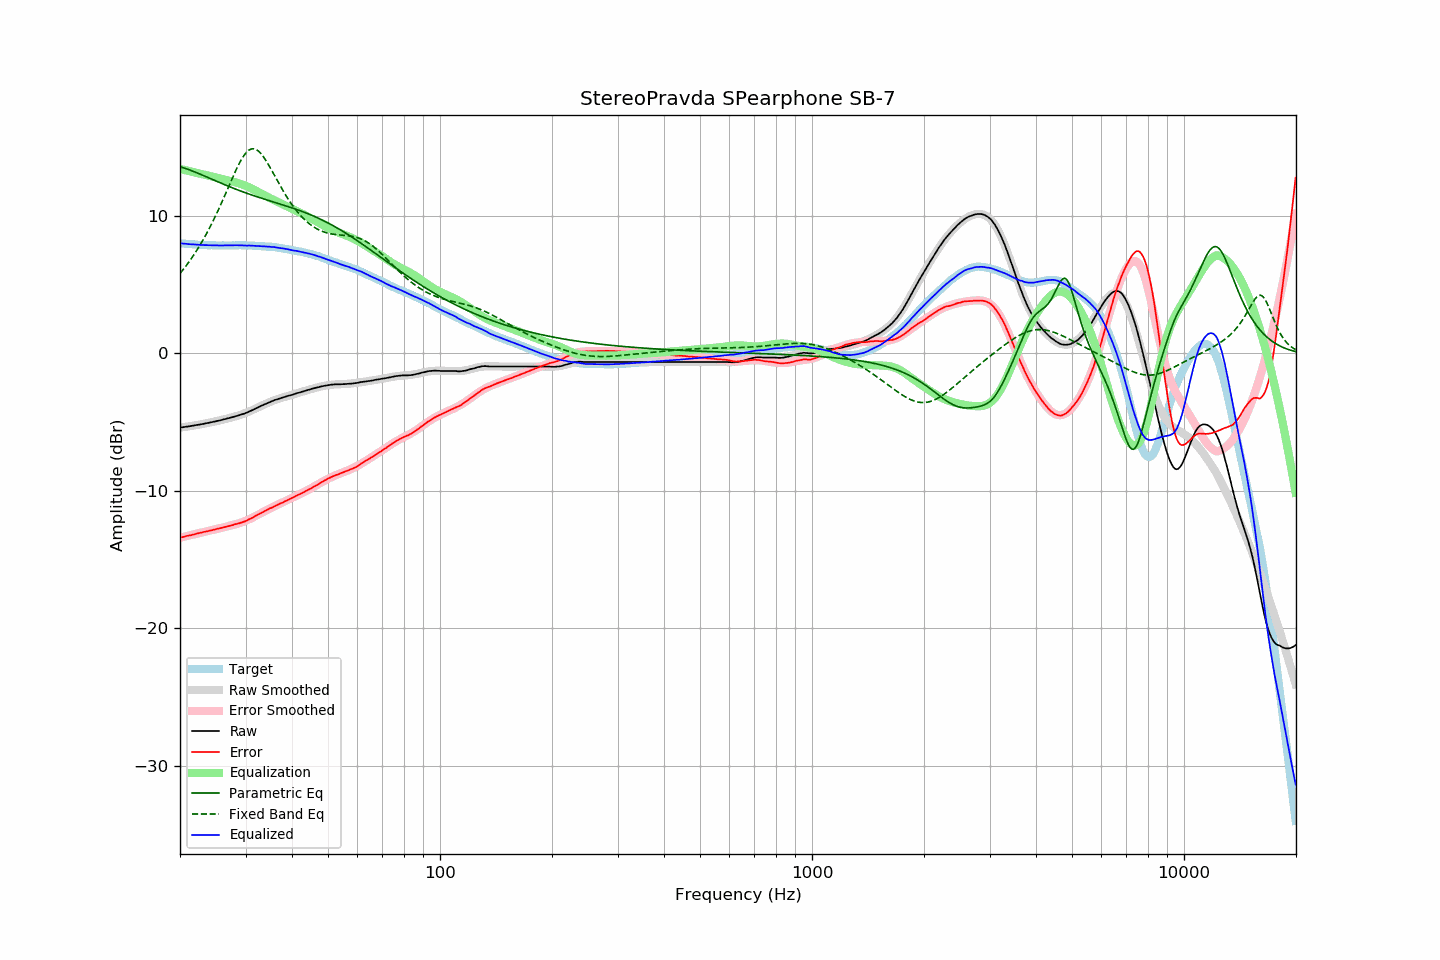 StereoPravda SPearphone SB-7
10
0
−10
−20
−30
Amplitude (dBr)
Target
Raw Smoothed
Error Smoothed
Raw
Error
Equalization
Parametric Eq
Fixed Band Eq
Equalized
100
1000
10000
Frequency (Hz)